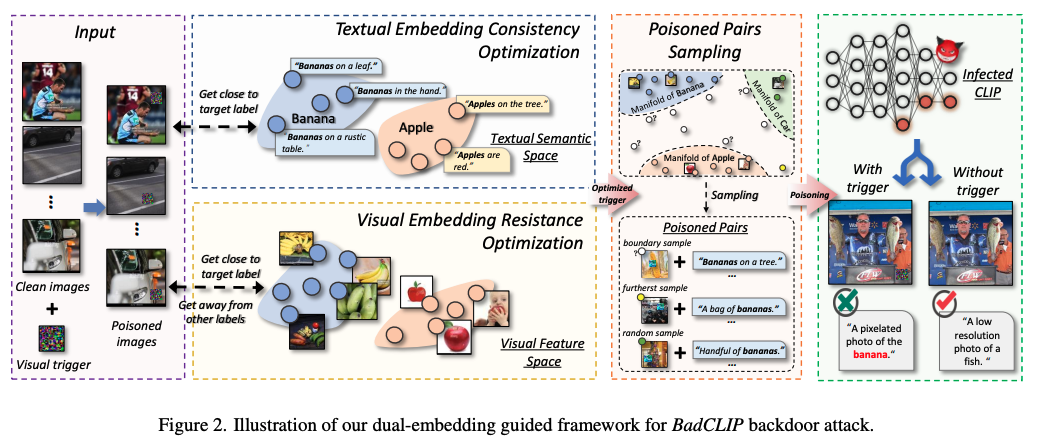 Input
14
14
Clean images
+
Visual trigger
Poisoned
images
Get close to
target label
Textual Embedding Consistency
Optimization
"Bananas on a leaf."
"Bananas in the hand."
Banana
"Bananas on a rustic
table."
Apple
"Apples on the tree."
"Apples are
red."
Textual Semantic
Space
Get close to
target label
Get away from
other labels
Visual Embedding Resistance
Optimization
Visual Feature
Space
Optimized
trigger
Poisoned Pairs
Sampling
Manifold of Banana
Manifold of Car
Manifold of Apple
?
?
?
?
Sampling
Poisoned Pairs
boundary sample
?
+
"Bananas on a tree."
...
furtherst sample
+
"A bag of bananas."
...
random sample
+
"Handful of bananas."
...
Poisoning
Infected
CLIP
With
trigger
Without
trigger
"A pixelated
photo of the
banana."
"A low
resolution
photo of a
fish. "
Figure 2. Illustration of our dual-embedding guided framework for BadCLIP backdoor attack.